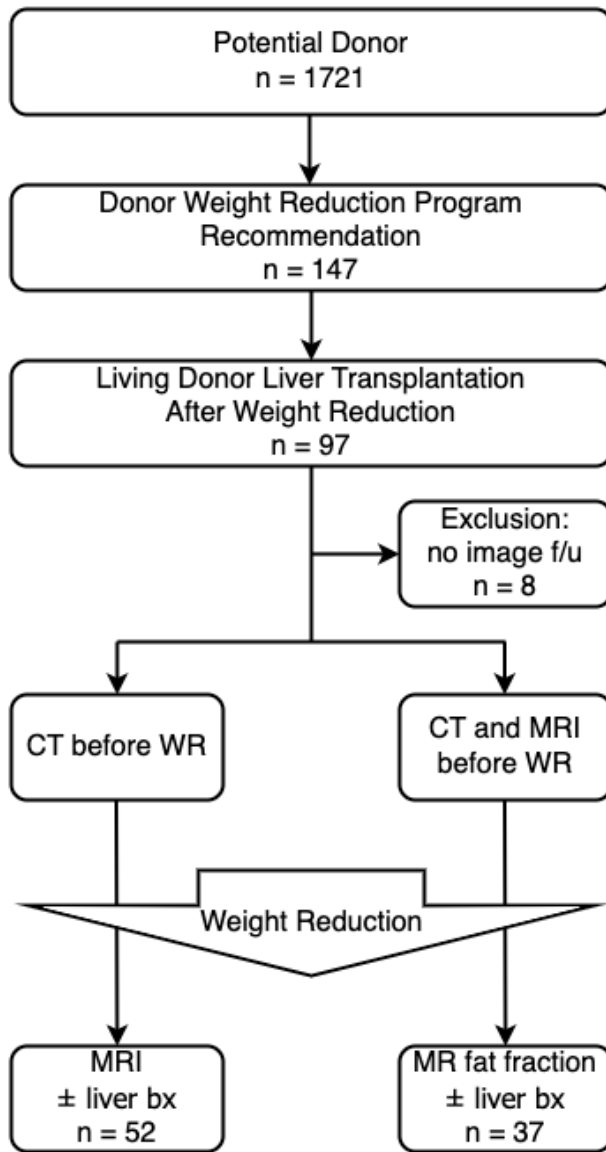 Potential Donor
n = 1721
Donor Weight Reduction Program
Recommendation
n = 147
Living Donor Liver Transplantation
After Weight Reduction
n = 97
Exclusion:
no image f/u
n = 8
CT before WR
CT and MRI
before WR
Weight Reduction
MRI
± liver bx
n = 52
MR fat fraction
± liver bx
n = 37